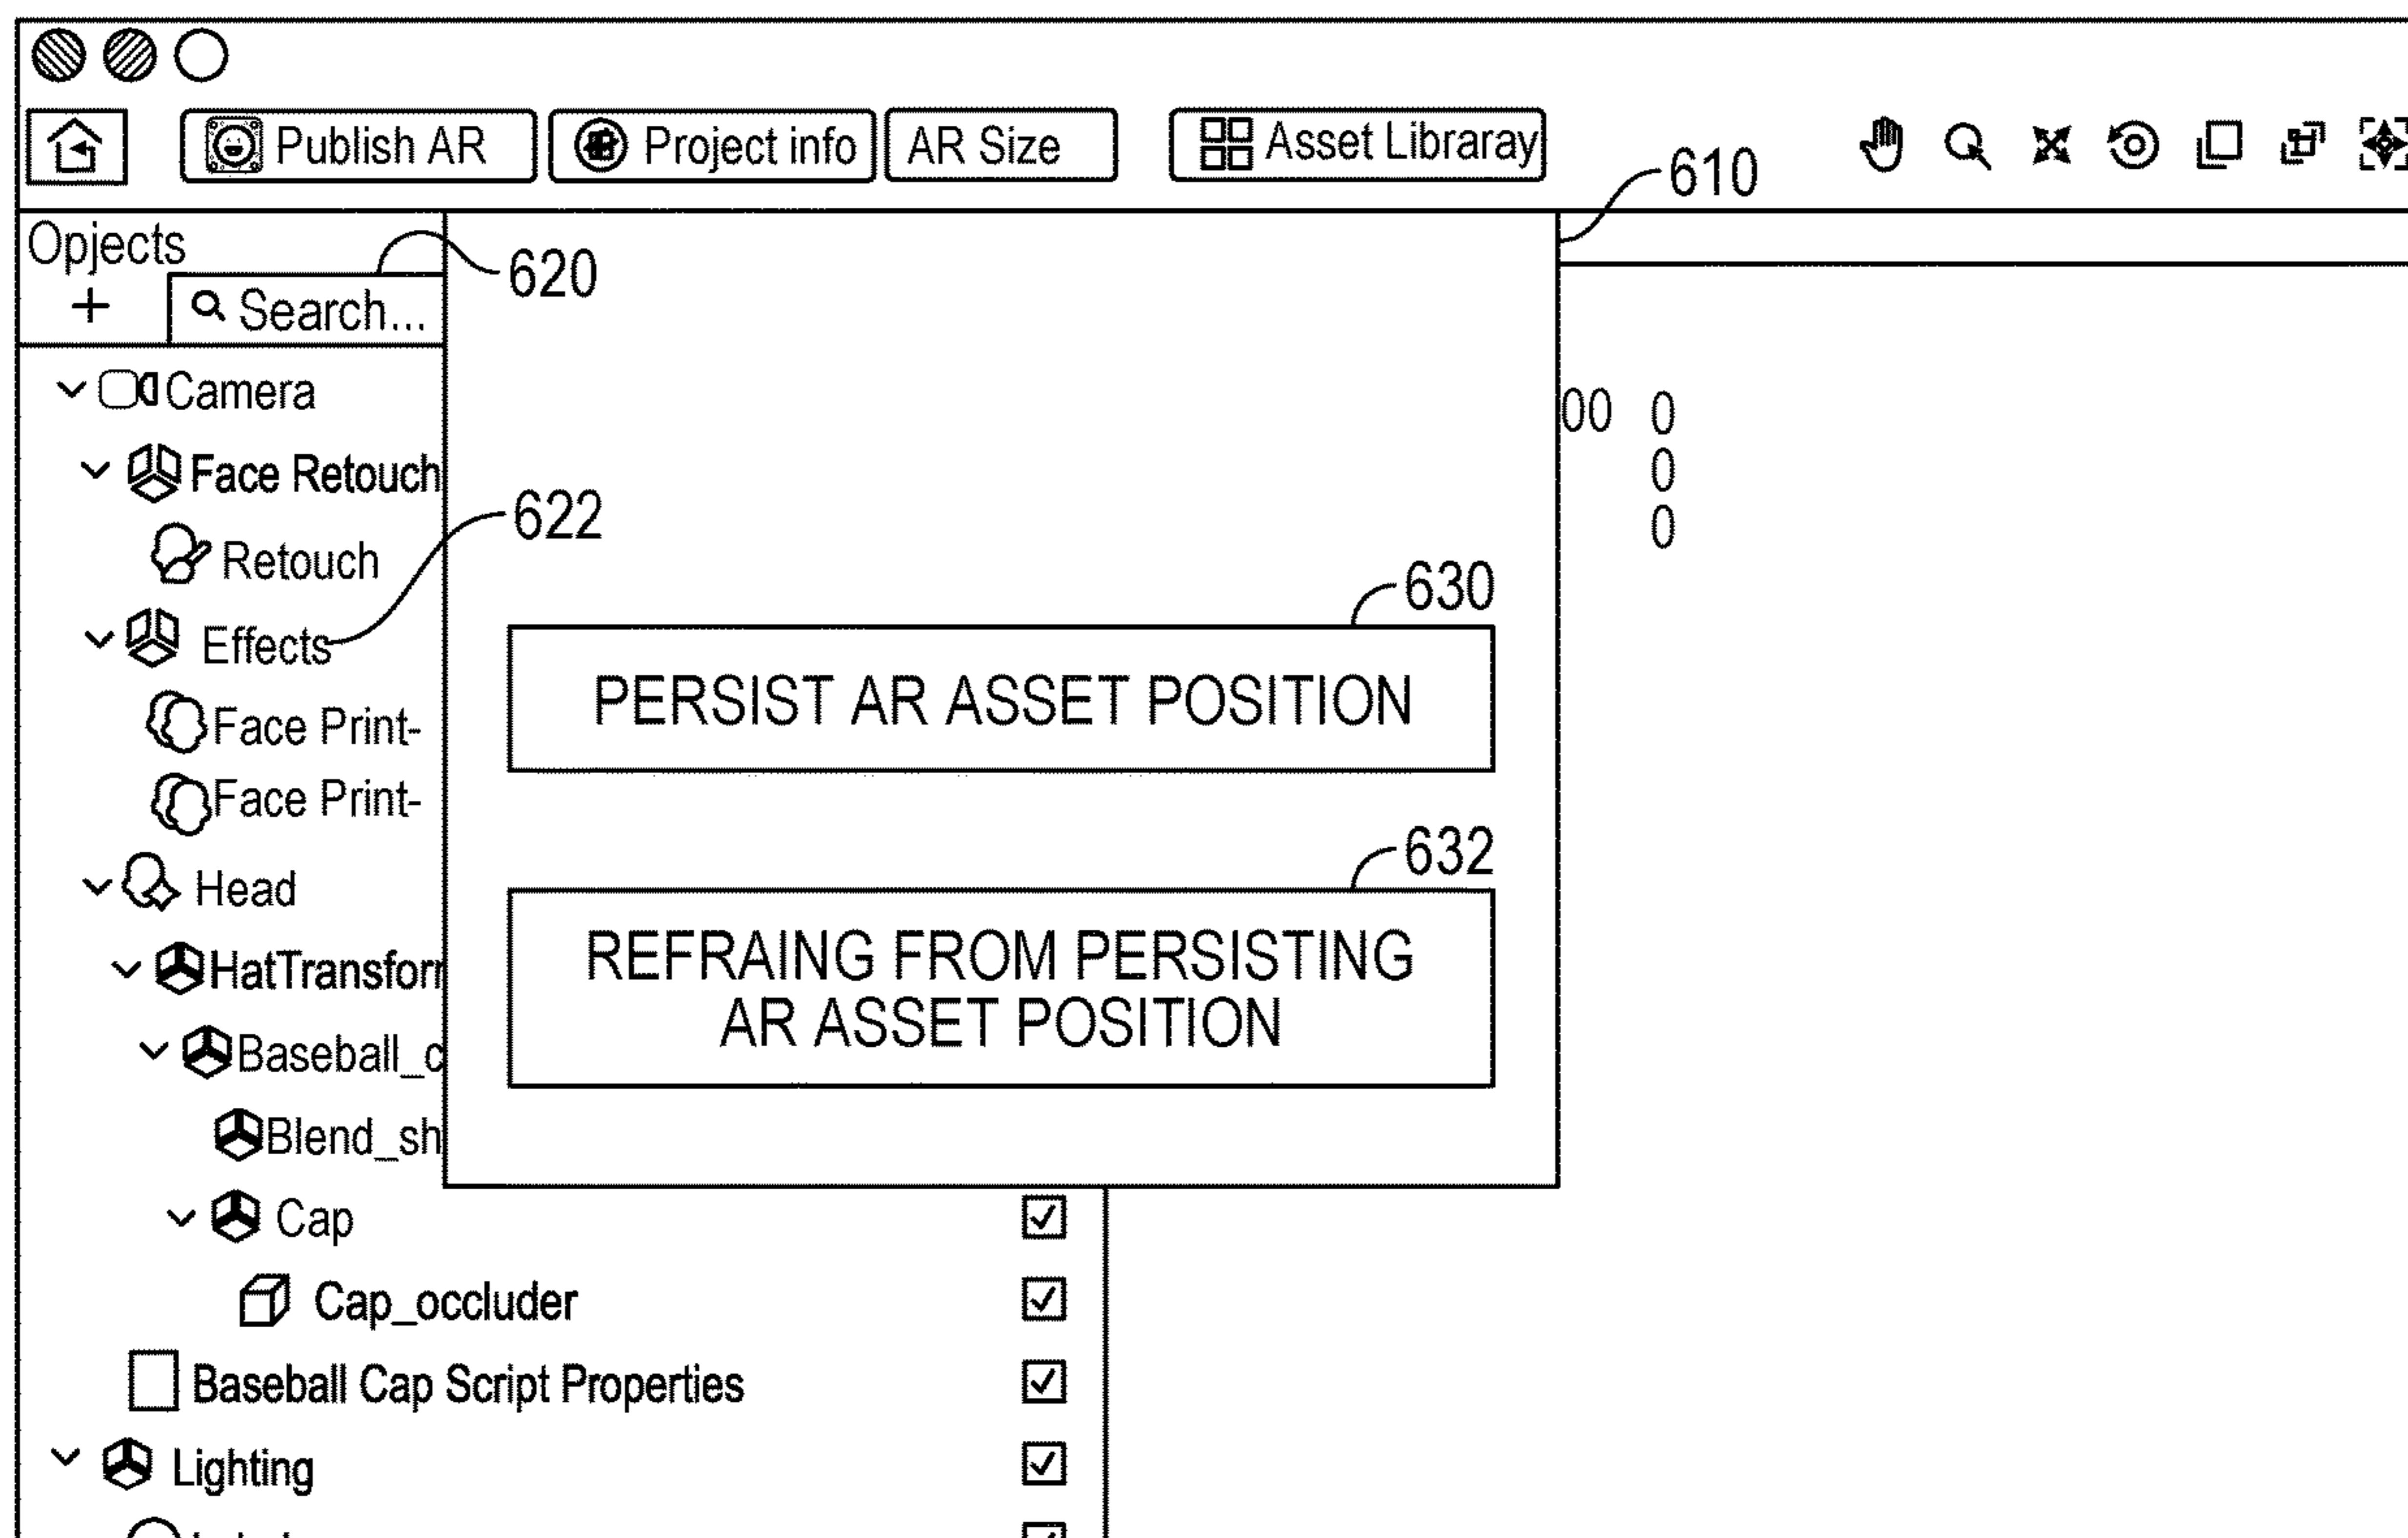 Publish AR Project info AR Size Asset Libraray
610
Opjects
620
+ Search...
Camera
00 0
Face Retouch
0
622
0
Retouch
630
Effects
PERSIST AR ASSET POSITION
Face Print-
Face Print-
632
Head
REFRAING FROM PERSISTING
HatTransfor
AR ASSET POSITION
Baseball_c
Blend_sh
Cap
Cap_occluder
Baseball Cap Script Properties
Lighting